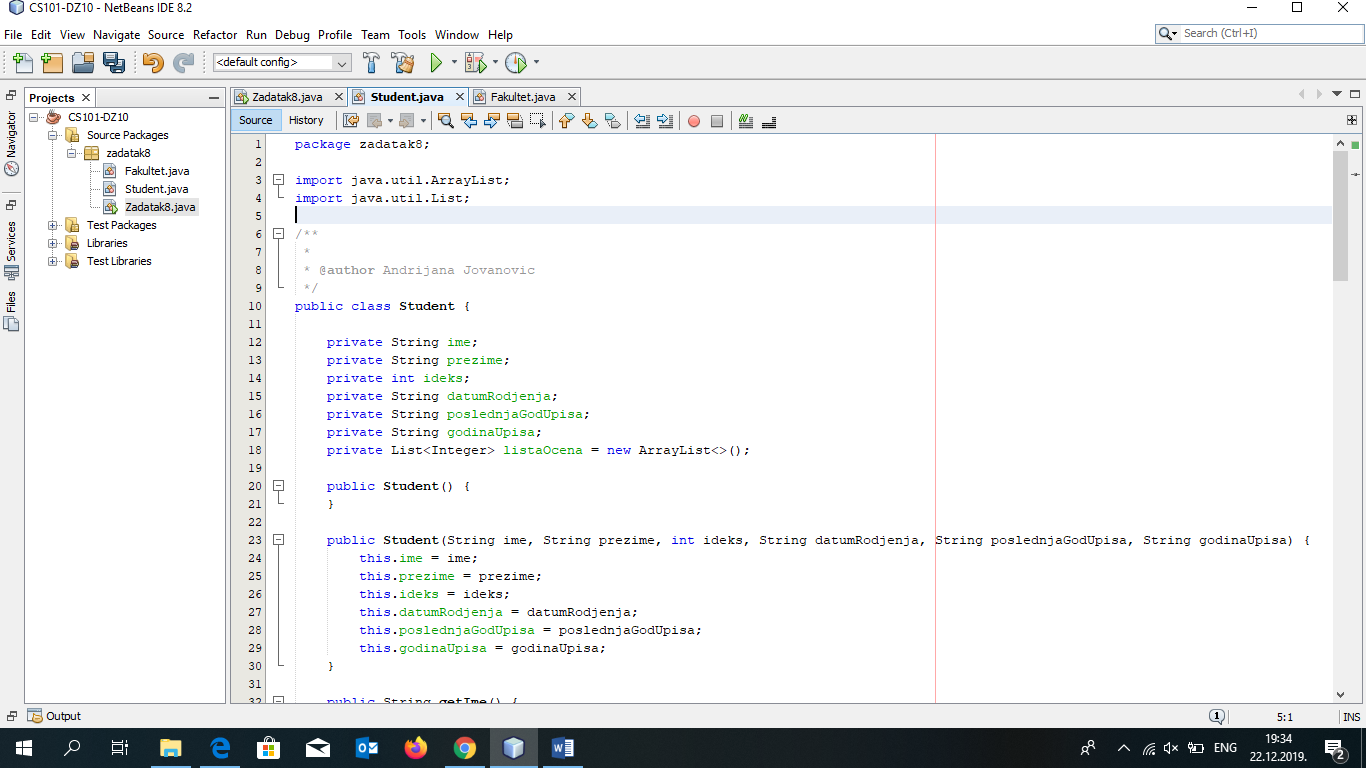 CS101-DZ10 - NetBeans IDE 8.2
File Edit View Navigate Source Refactor Run Debug Profile Team Tools Window Help
Search (Ctrl+I)
<default config>
Projects
Zadatak8.java
Student.java
Fakultet.java
Navigator
Services
Files
CS101-DZ10
Source Packages
zadatak8
Fakultet.java
Student.java
Zadatak8.java
Test Packages
Libraries
Test Libraries
Source History
1 package zadatak8;
2
3 import java.util.ArrayList;
4 import java.util.List;
5
6 /**
7 *
8 * @author Andrijana Jovanovic
9 */
10 public class Student {
11
12 private String ime;
13 private String prezime;
14 private int ideks;
15 private String datumRodjenja;
16 private String poslednjaGodUpisa;
17 private String godinaUpisa;
18 private List<Integer> listaOcena = new ArrayList<>();
19
20 public Student() {
21 }
22
23 public Student(String ime, String prezime, int ideks, String datumRodjenja, String poslednjaGodUpisa, String godinaUpisa) {
24 this.ime = ime;
25 this.prezime = prezime;
26 this.ideks = ideks;
27 this.datumRodjenja = datumRodjenja;
28 this.poslednjaGodUpisa = poslednjaGodUpisa;
29 this.godinaUpisa = godinaUpisa;
30 }
31
32 public String getIme() {
Output
1
5:1
INS
ENG
19:34
22.12.2019.
2